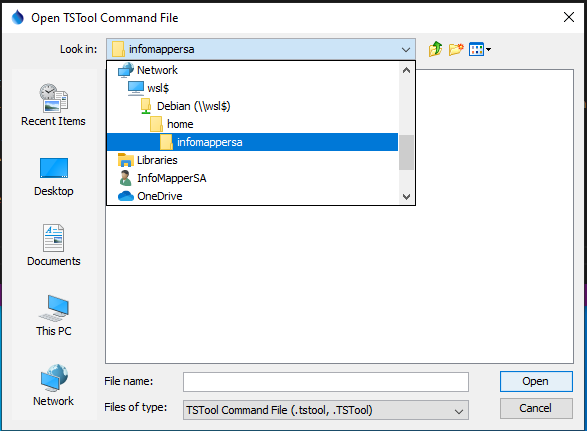 Open TSTool Command File
Look in: infomappersa
Network
wsl$
Debian (\\wsl$)
home
infomappersa
Libraries
InfoMapperSA
OneDrive
Recent Items
Desktop
Documents
This PC
Network
File name:
Open
Files of type: TSTool Command File (.tstool, .TSTool)
Cancel